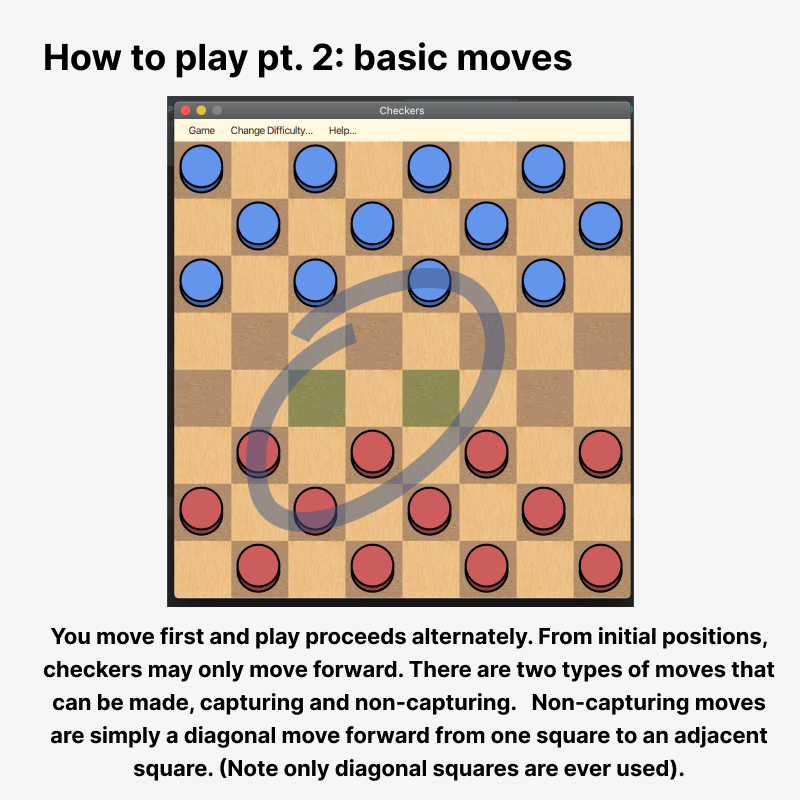 How to play pt. 2: basic moves
Checkers
Game Change Difficulty... Help...
You move first and play proceeds alternately. From initial positions,
checkers may only move forward. There are two types of moves that
can be made, capturing and non-capturing. Non-capturing moves
are simply a diagonal move forward from one square to an adjacent
square. (Note only diagonal squares are ever used).